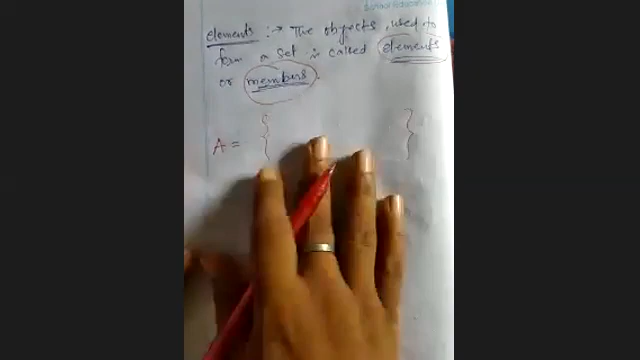 elements :→ The objects used to
form a set is called elements
or members.
A = { }